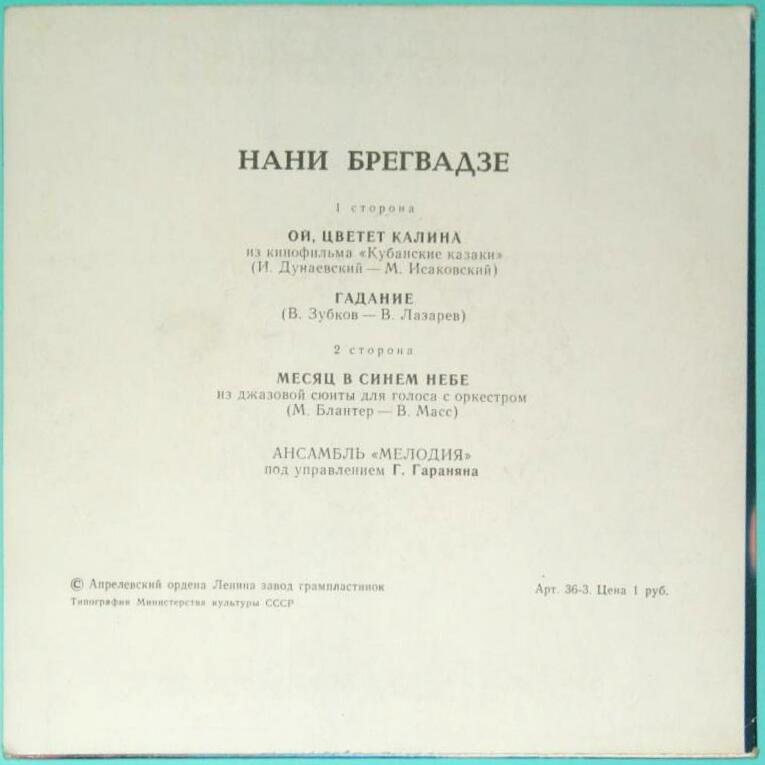 НАНИ БРЕГВАДЗЕ
1 сторона
ОЙ, ЦВЕТЕТ КАЛИНА
из кинофильма «Кубанские казаки»
(И. Дунаевский — М. Исаковский)
ГАДАНИЕ
(В. Зубков — В. Лазарев)
2 сторона
МЕСЯЦ В СИНЕМ НЕБЕ
из джазовой сюиты для голоса с оркестром
(М. Блантер — В. Масс)
АНСАМБЛЬ «МЕЛОДИЯ»
под управлением Г. Гараняна
© Апрелевский ордена Ленина завод грампластинок
Типография Министерства культуры СССР
Арт. 36-3. Цена 1 руб.